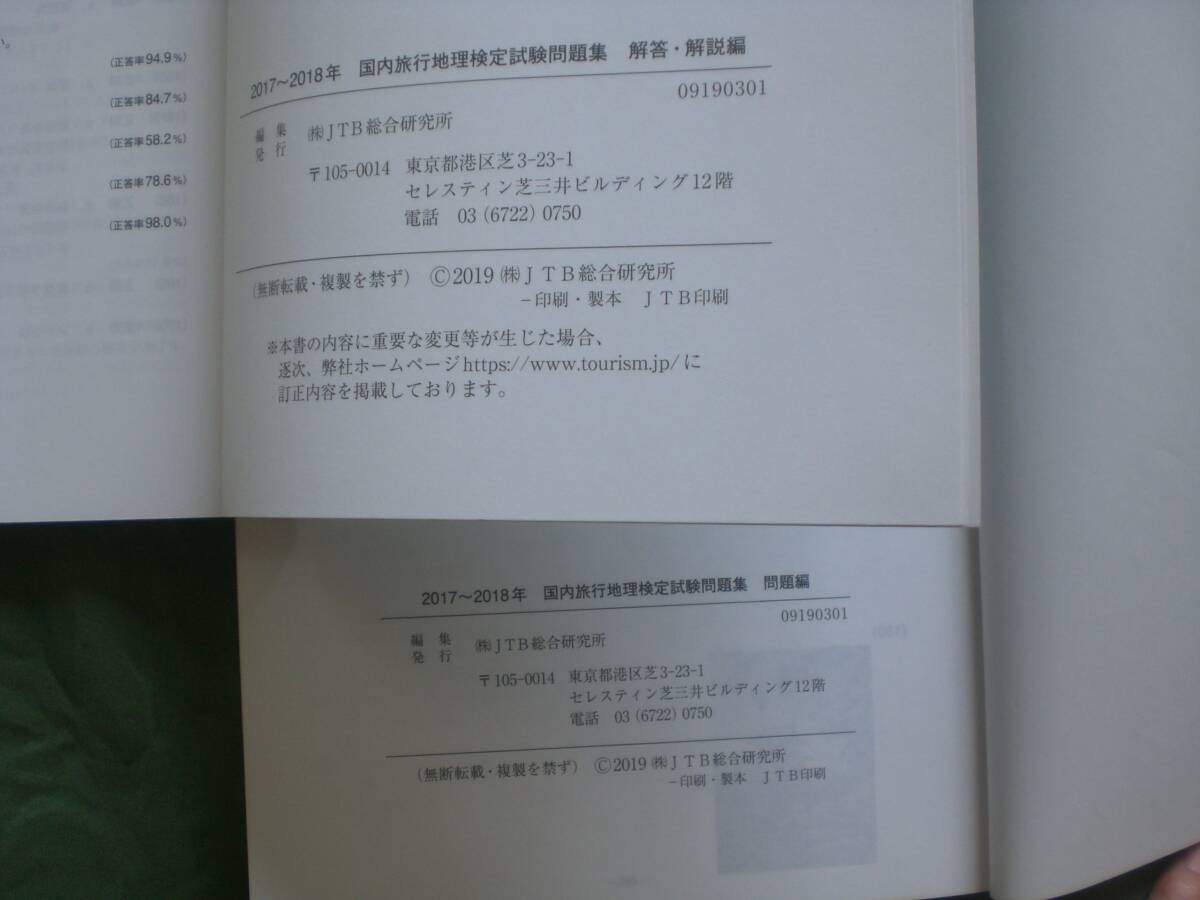 い。
(正答率94.9%)
(正答率84.7%)
(正答率58.2%)
(正答率78.6%)
(正答率98.0%)
2017～2018年 国内旅行地理検定試験問題集 解答・解説編
09190301
編集
発行
㈱JTB総合研究所
〒105-0014 東京都港区芝3-23-1
セレスティン芝三井ビルディング12階
電話 03(6722)0750
(無断転載・複製を禁ず) ©2019 ㈱JTB総合研究所
－印刷・製本 JTB印刷
※本書の内容に重要な変更等が生じた場合、
逐次、弊社ホームページhttps://www.tourism.jp/に
訂正内容を掲載しております。
2017～2018年 国内旅行地理検定試験問題集 問題編
09190301
編集
発行
㈱JTB総合研究所
〒105-0014 東京都港区芝3-23-1
セレスティン芝三井ビルディング12階
電話 03(6722)0750
(無断転載・複製を禁ず) ©2019 ㈱JTB総合研究所
－印刷・製本 JTB印刷